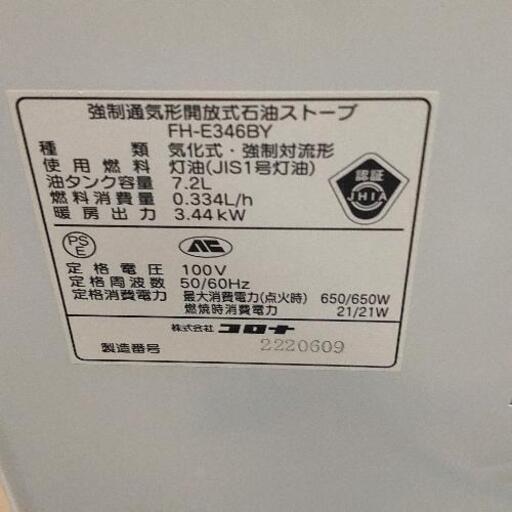 強制通気形開放式石油ストーブ
FH-E346BY
種類 気化式・強制対流形
使用燃料 灯油(JIS1号灯油)
油タンク容量 7.2L
燃料消費量 0.334L/h
暖房出力 3.44kW
認証
JHIA
PS
E
定格電圧 100V
定格周波数 50/60Hz
定格消費電力 最大消費電力(点火時) 650/650W
燃焼時消費電力 21/21W
株式会社 コロナ
製造番号 2220609